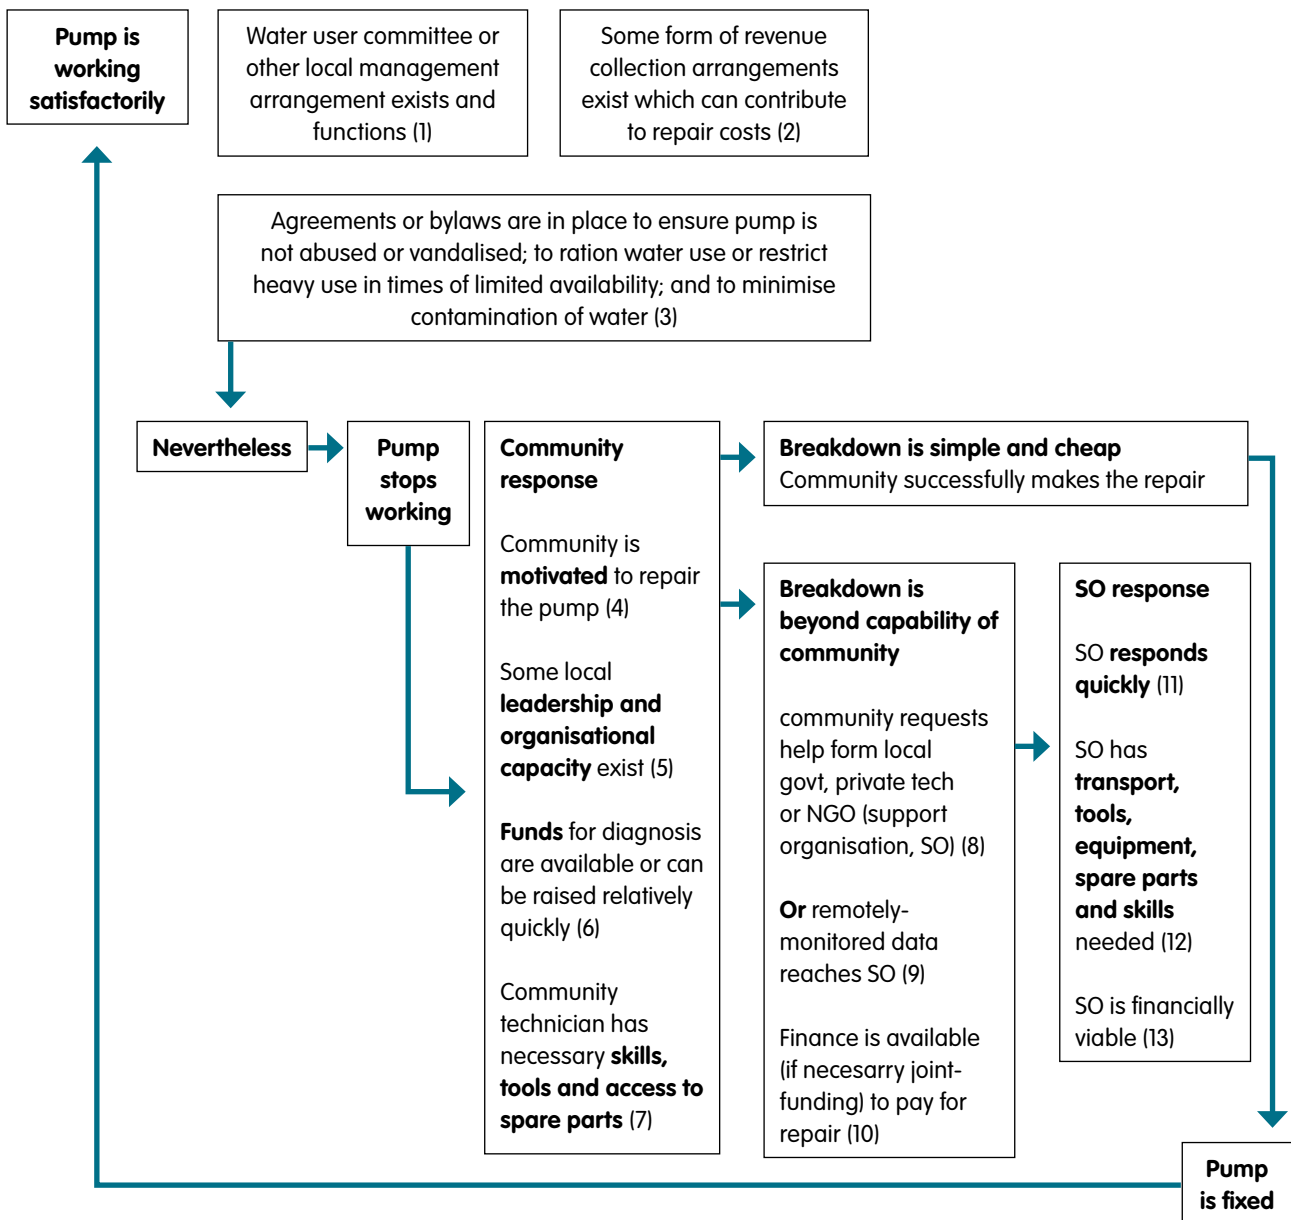 Pump is
working
satisfactorily
Water user committee or
other local management
arrangement exists and
functions (1)
Some form of revenue
collection arrangements
exist which can contribute
to repair costs (2)
Agreements or bylaws are in place to ensure pump is
not abused or vandalised; to ration water use or restrict
heavy use in times of limited availability; and to minimise
contamination of water (3)
Nevertheless
Pump
stops
working
Community
response
Community is
motivated to repair
the pump (4)
Some local
leadership and
organisational
capacity exist (5)
Funds for diagnosis
are available or can
be raised relatively
quickly (6)
Community
technician has
necessary skills,
tools and access to
spare parts (7)
Breakdown is simple and cheap
Community successfully makes the repair
Breakdown is
beyond capability of
community
community requests
help form local
govt, private tech
or NGO (support
organisation, SO) (8)
Or remotely-
monitored data
reaches SO (9)
Finance is available
(if necesarry joint-
funding) to pay for
repair (10)
SO response
SO responds
quickly (11)
SO has
transport,
tools,
equipment,
spare parts
and skills
needed (12)
SO is financially
viable (13)
Pump
is fixed